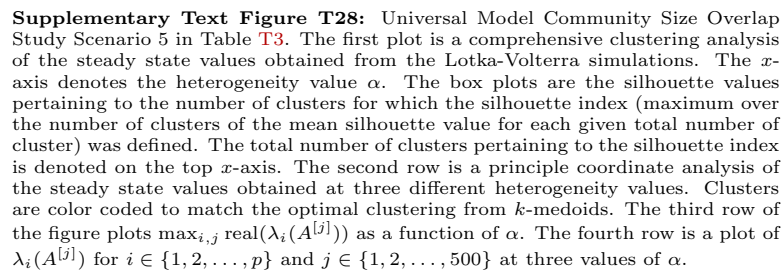 Supplementary Text Figure T28: Universal Model Community Size Overlap
Study Scenario 5 in Table T3. The first plot is a comprehensive clustering analysis
of the steady state values obtained from the Lotka-Volterra simulations. The x-
axis denotes the heterogeneity value α. The box plots are the silhouette values
pertaining to the number of clusters for which the silhouette index (maximum over
the number of clusters of the mean silhouette value for each given total number of
cluster) was defined. The total number of clusters pertaining to the silhouette index
is denoted on the top x-axis. The second row is a principle coordinate analysis of
the steady state values obtained at three different heterogeneity values. Clusters
are color coded to match the optimal clustering from k-medoids. The third row of
the figure plots max_{i,j} real(λ_i(A^{[j]})) as a function of α. The fourth row is a plot of
λ_i(A^{[j]}) for i ∈ {1, 2, . . . , p} and j ∈ {1, 2, . . . , 500} at three values of α.